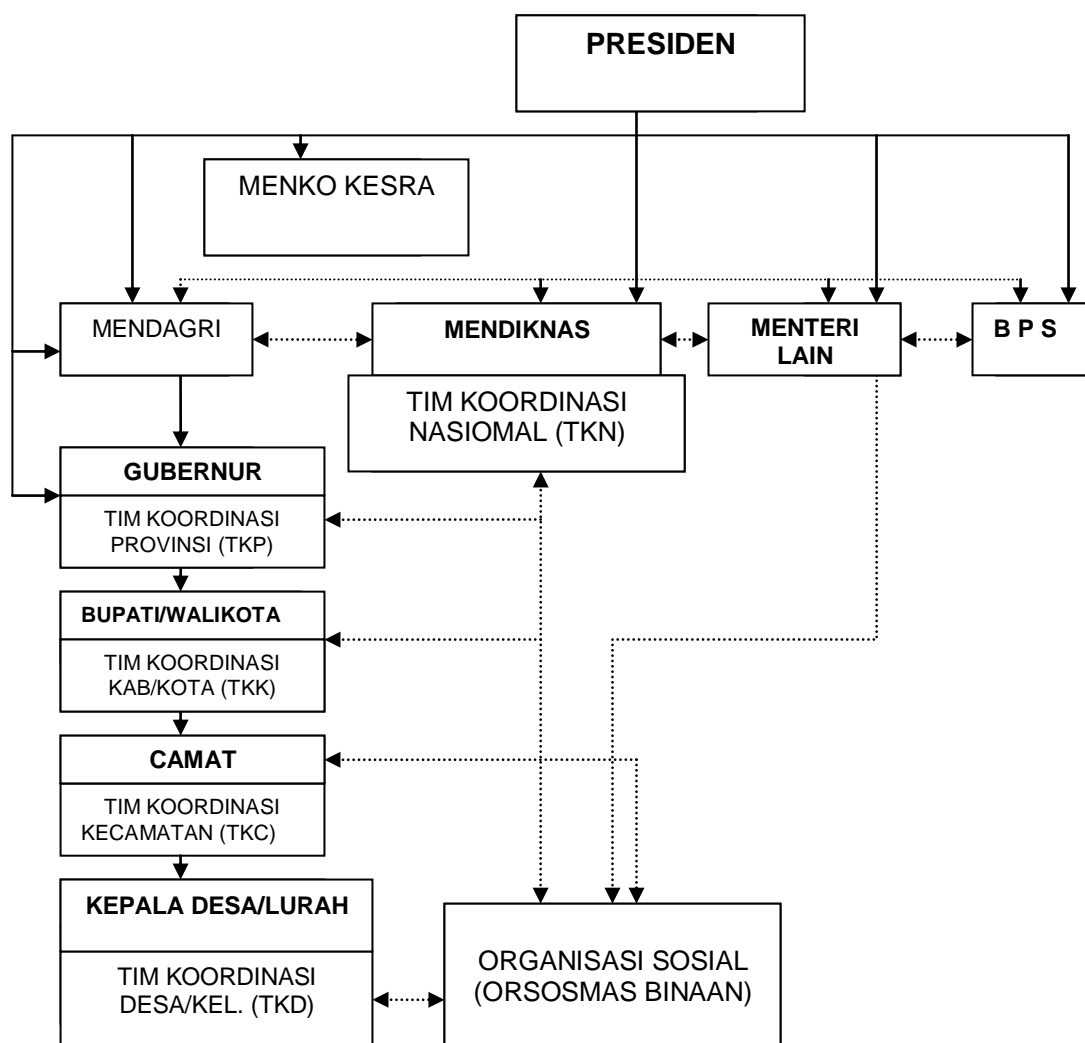 PRESIDEN
MENKO KESRA
MENDAGRI
MENDIKNAS
MENTERI
LAIN
B P S
TIM KOORDINASI
NASIOMAL (TKN)
GUBERNUR
TIM KOORDINASI
PROVINSI (TKP)
BUPATI/WALIKOTA
TIM KOORDINASI
KAB/KOTA (TKK)
CAMAT
TIM KOORDINASI
KECAMATAN (TKC)
KEPALA DESA/LURAH
TIM KOORDINASI
DESA/KEL. (TKD)
ORGANISASI SOSIAL
(ORSOSMAS BINAAN)